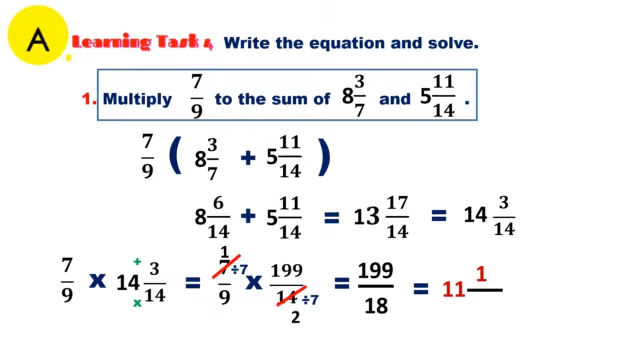 A Learning Task 4 Write the equation and solve.
1. Multiply 7/9 to the sum of 8 3/7 and 5 11/14 .
7/9 ( 8 3/7 + 5 11/14 )
8 6/14 + 5 11/14 = 13 17/14 = 14 3/14
7/9 x 14 + x 3/14 = 1 7 ÷7 /9 x 199/14 ÷7 2 = 199/18 = 11 1/